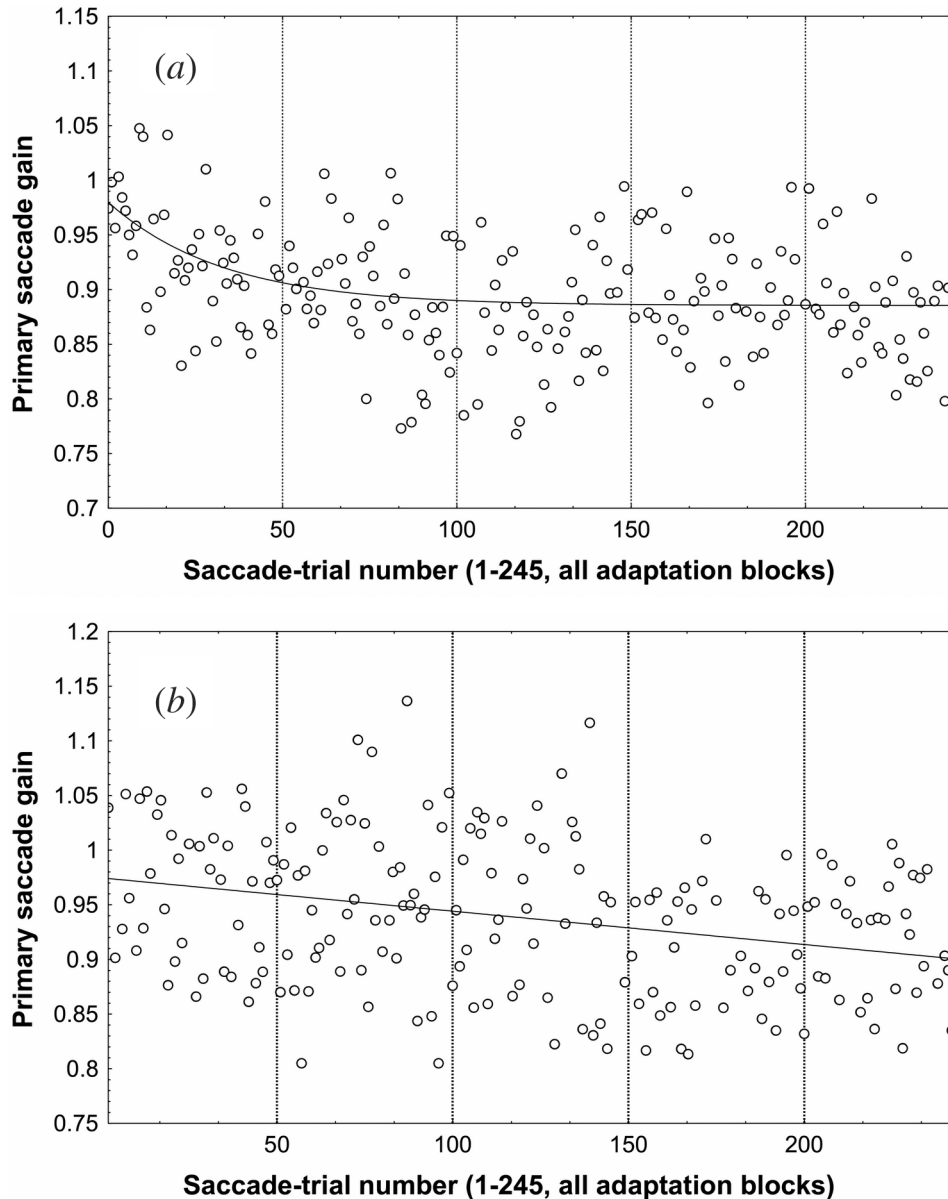 1.15
1.1
(a)
1.05
1
0.95
0.9
0.85
0.8
0.75
0.7
Primary saccade gain
0 50 100 150 200
Saccade-trial number (1-245, all adaptation blocks)
1.2
1.15
(b)
1.1
1.05
1
0.95
0.9
0.85
0.8
0.75
Primary saccade gain
50 100 150 200
Saccade-trial number (1-245, all adaptation blocks)